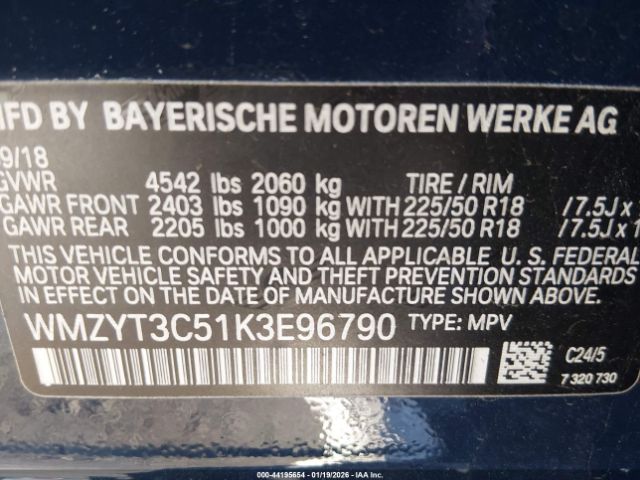 MFD BY BAYERISCHE MOTOREN WERKE AG
9/18
GVWR 4542 lbs 2060 kg TIRE / RIM
GAWR FRONT 2403 lbs 1090 kg WITH 225/50 R18 /7.5J x
GAWR REAR 2205 lbs 1000 kg WITH 225/50 R18 /7.5J x 1
THIS VEHICLE CONFORMS TO ALL APPLICABLE U. S. FEDERAL
MOTOR VEHICLE SAFETY AND THEFT PREVENTION STANDARDS
IN EFFECT ON THE DATE OF MANUFACTURE SHOWN ABOVE.
WMZYT3C51K3E96790 TYPE: MPV
C24/5
7 320 730
000-44195654 | 01/19/2026 - IAAI.COM